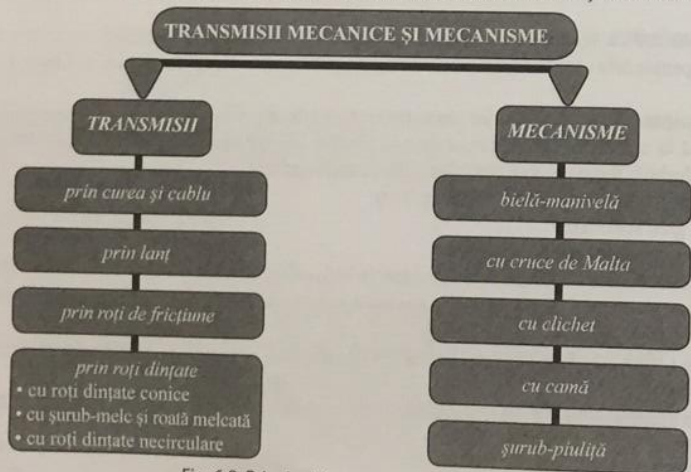 TRANSMISII MECANICE ȘI MECANISME
TRANSMISII
prin curea și cablu
prin lanț
prin roți de fricțiune
prin roți dințate
• cu roți dințate conice
• cu șurub-melc și roată melcată
• cu roți dințate necirculare
MECANISME
bielă-manivelă
cu cruce de Malta
cu clichet
cu camă
șurub-piuliță